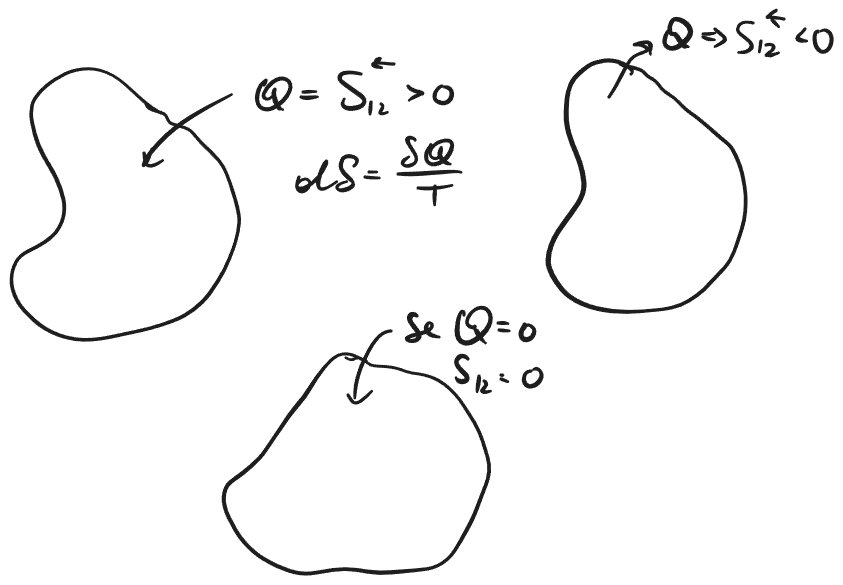 Q = S₁₂← > 0
dS = δQ/T
Q ⇒ S₁₂← < 0
se Q = 0
S₁₂ = 0